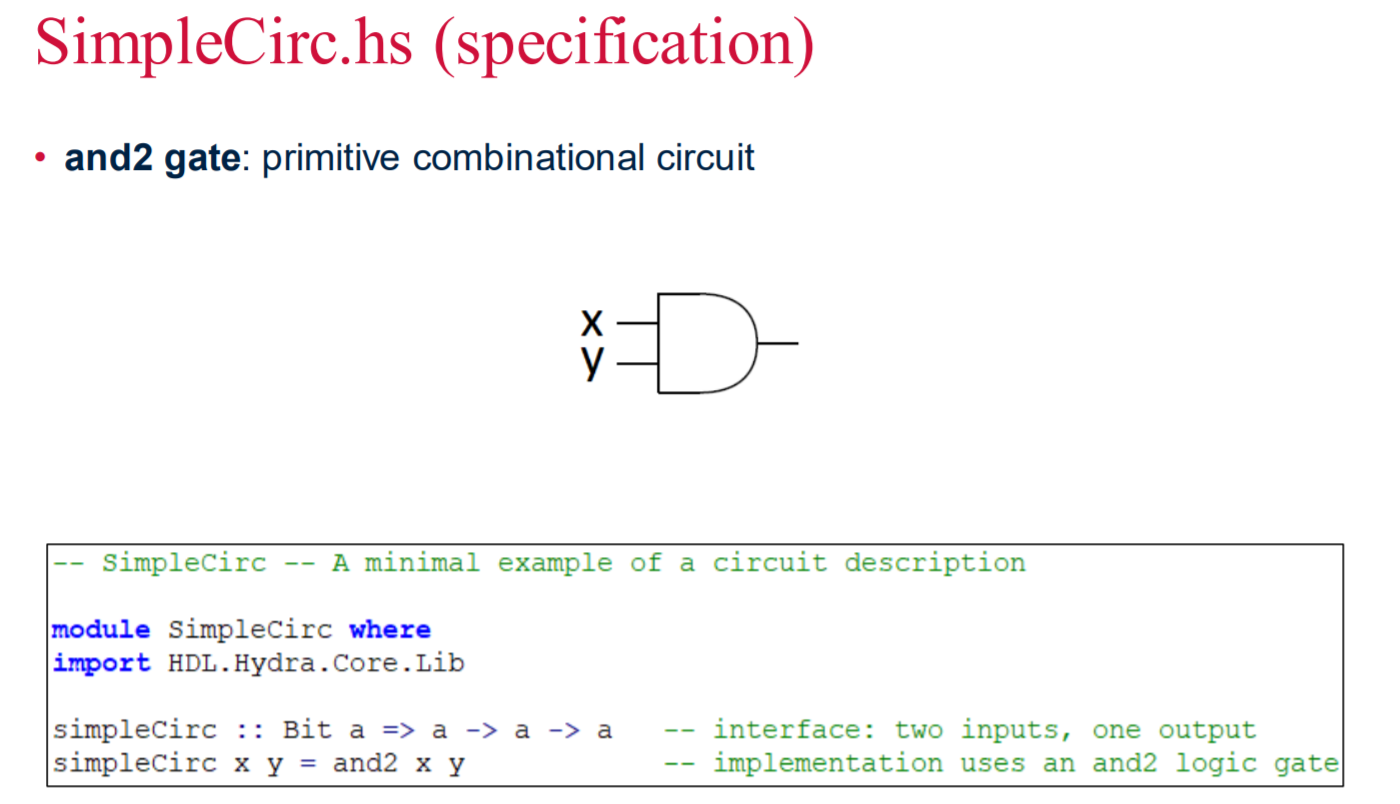 SimpleCirc.hs (specification)
• and2 gate: primitive combinational circuit
x
y
-- SimpleCirc -- A minimal example of a circuit description
module SimpleCirc where
import HDL.Hydra.Core.Lib
simpleCirc :: Bit a => a -> a -> a   -- interface: two inputs, one output
simpleCirc x y = and2 x y            -- implementation uses an and2 logic gate